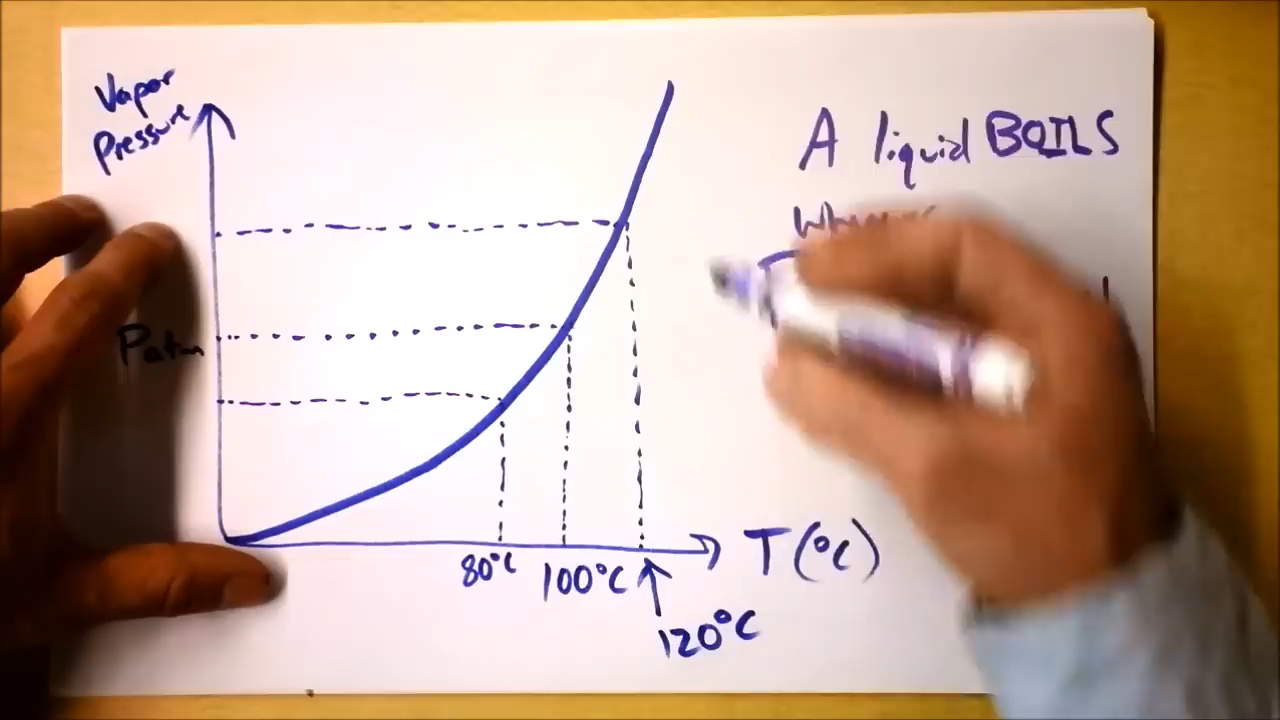 Vapor
Pressure
A liquid BOILS
Patm
80°C
100°C
120°C
T (°C)